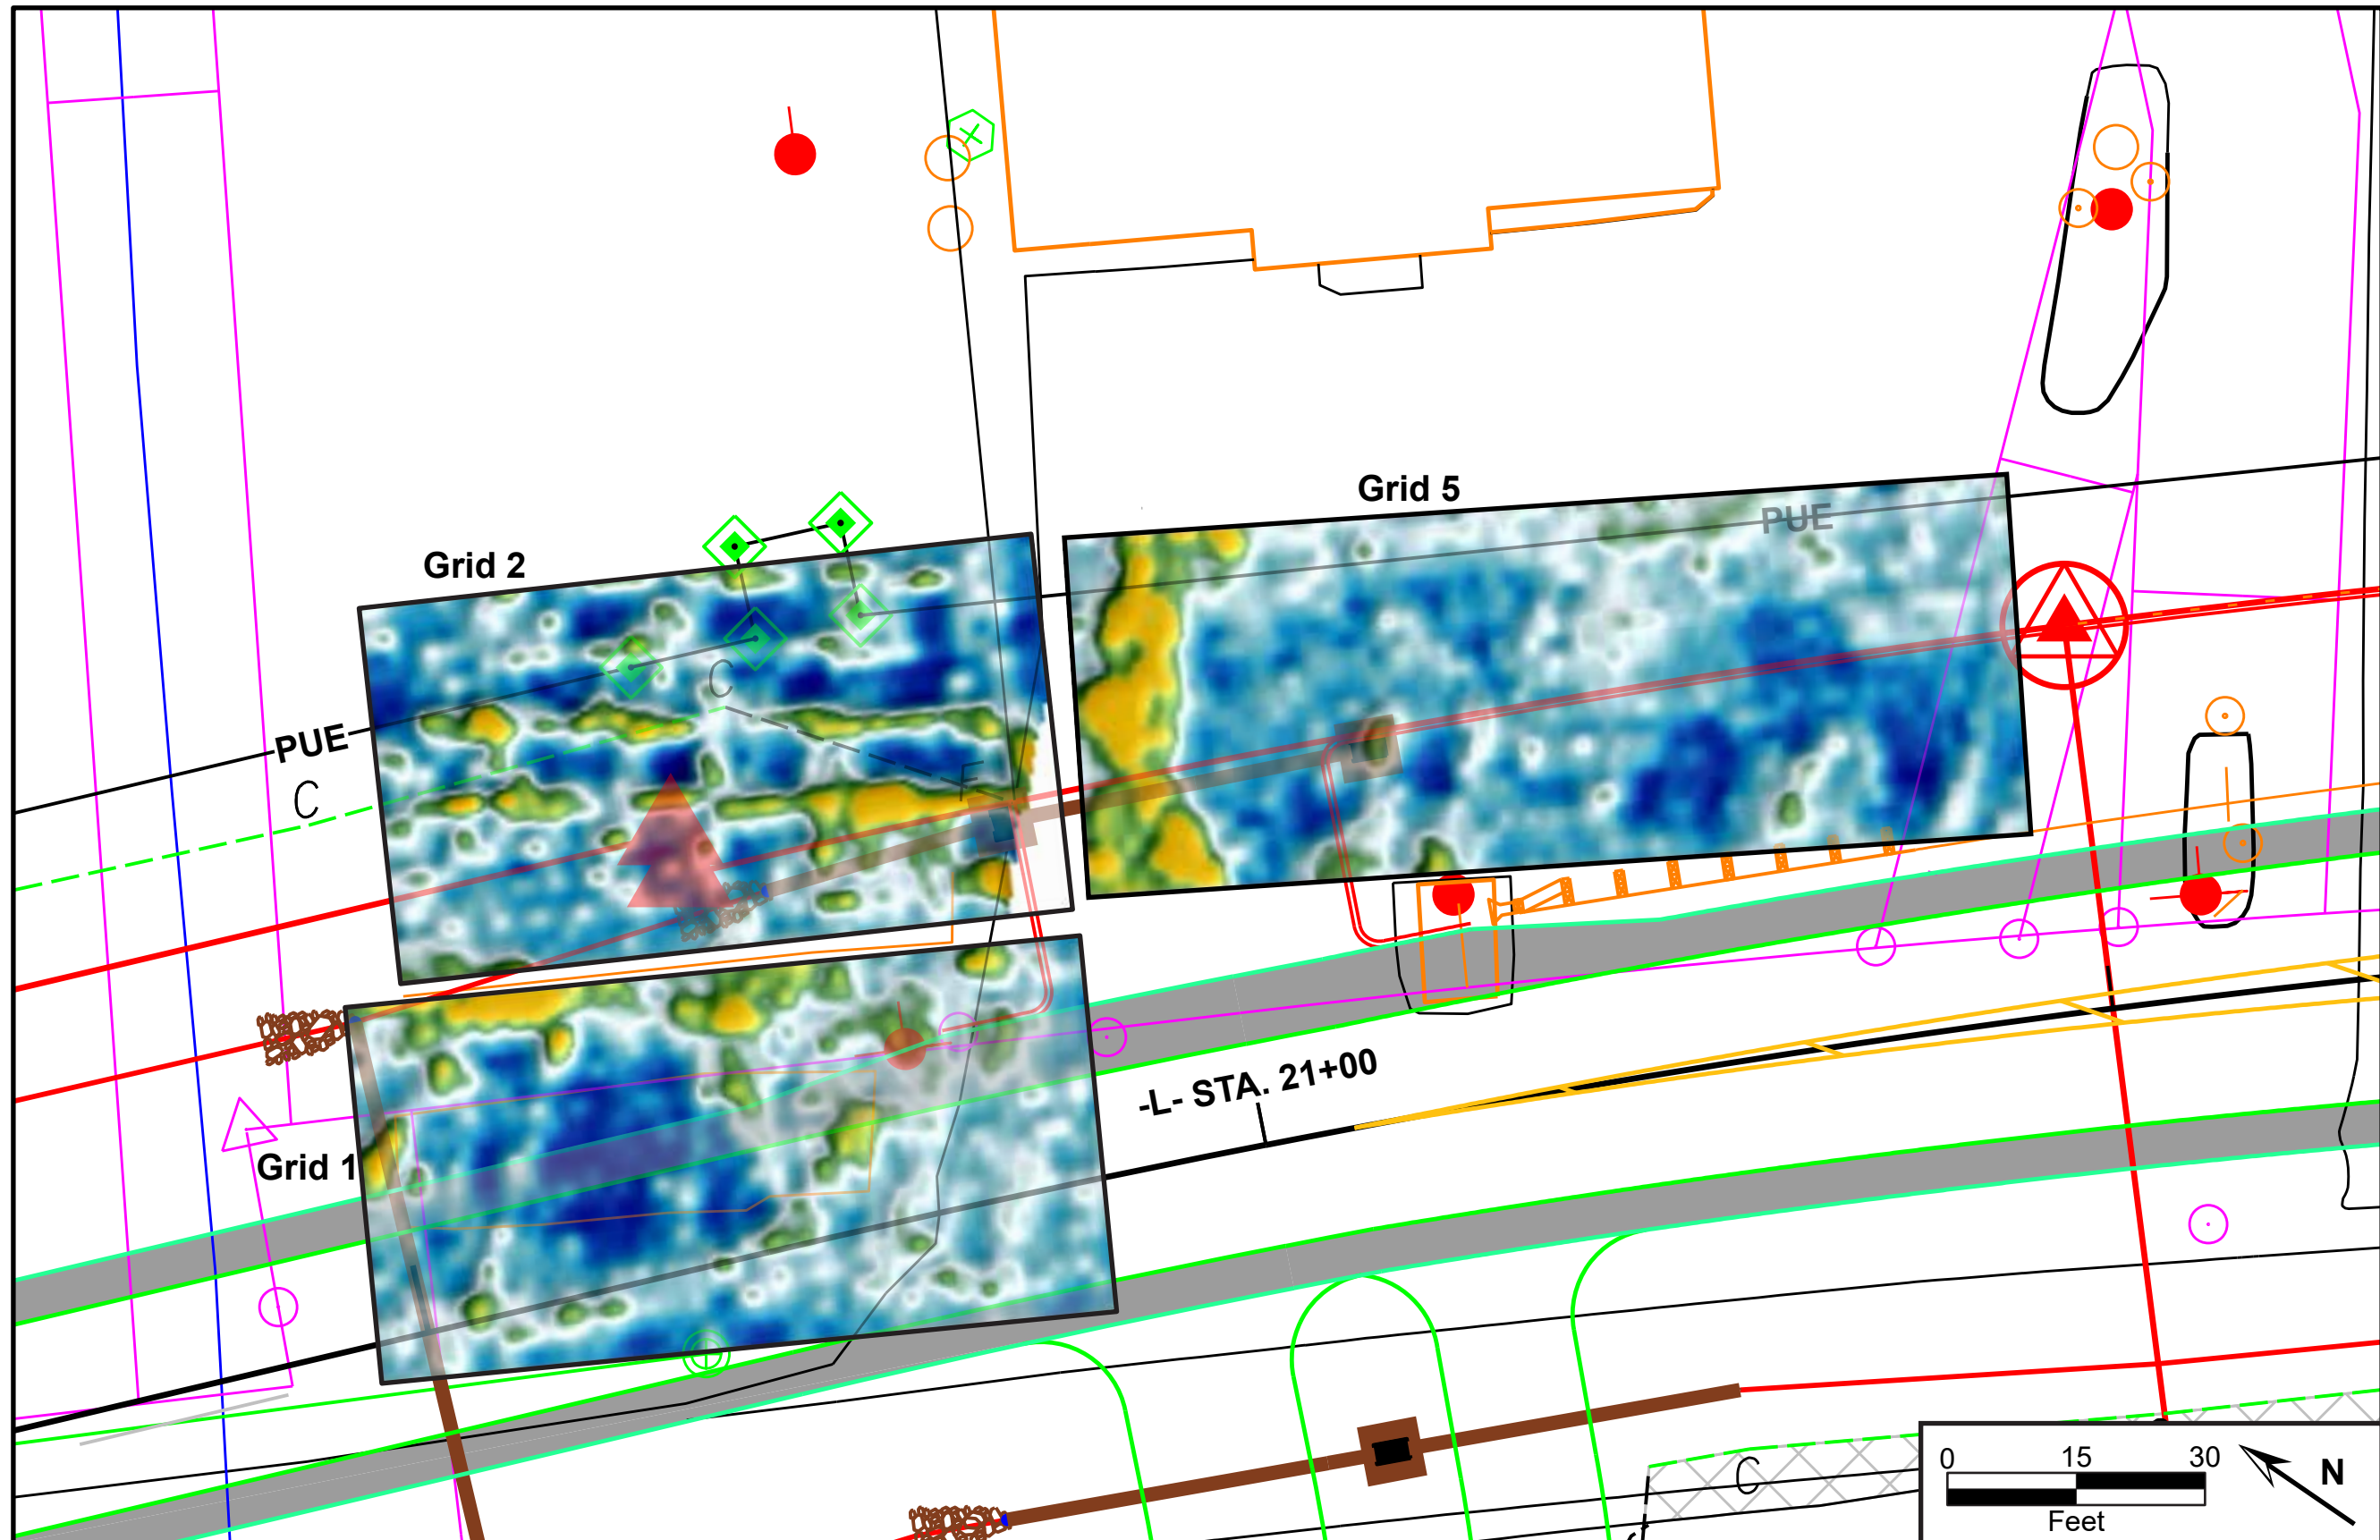 Grid 5
PUE
Grid 2
C
PUE
F
C
-L- STA. 21+00
Grid 1
0 15 30
Feet
N
C